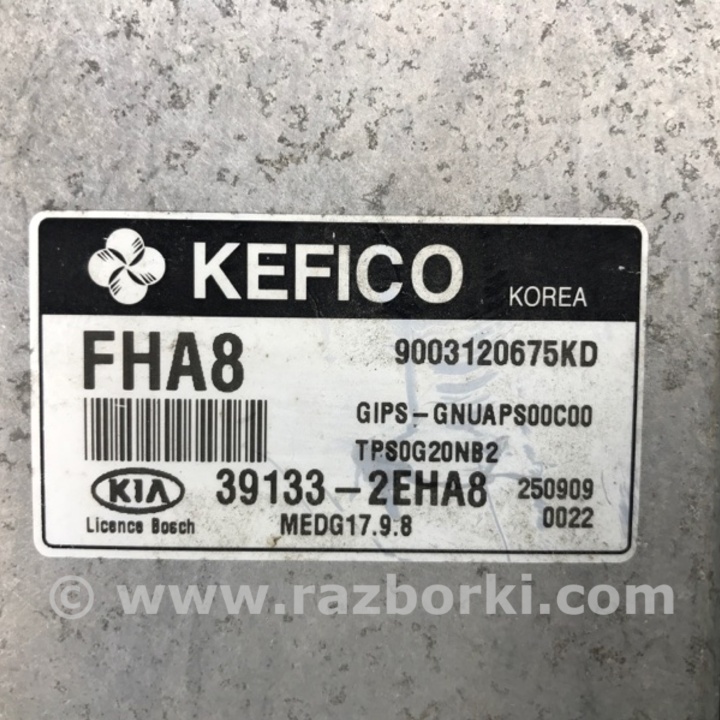 KEFICO KOREA
FHA8 9003120675KD
GIPS-GNUAPS00C00
TPS0G20NB2
KIA 39133-2EHA8 250909
Licence Bosch MEDG17.9.8 0022
© www.razborki.com